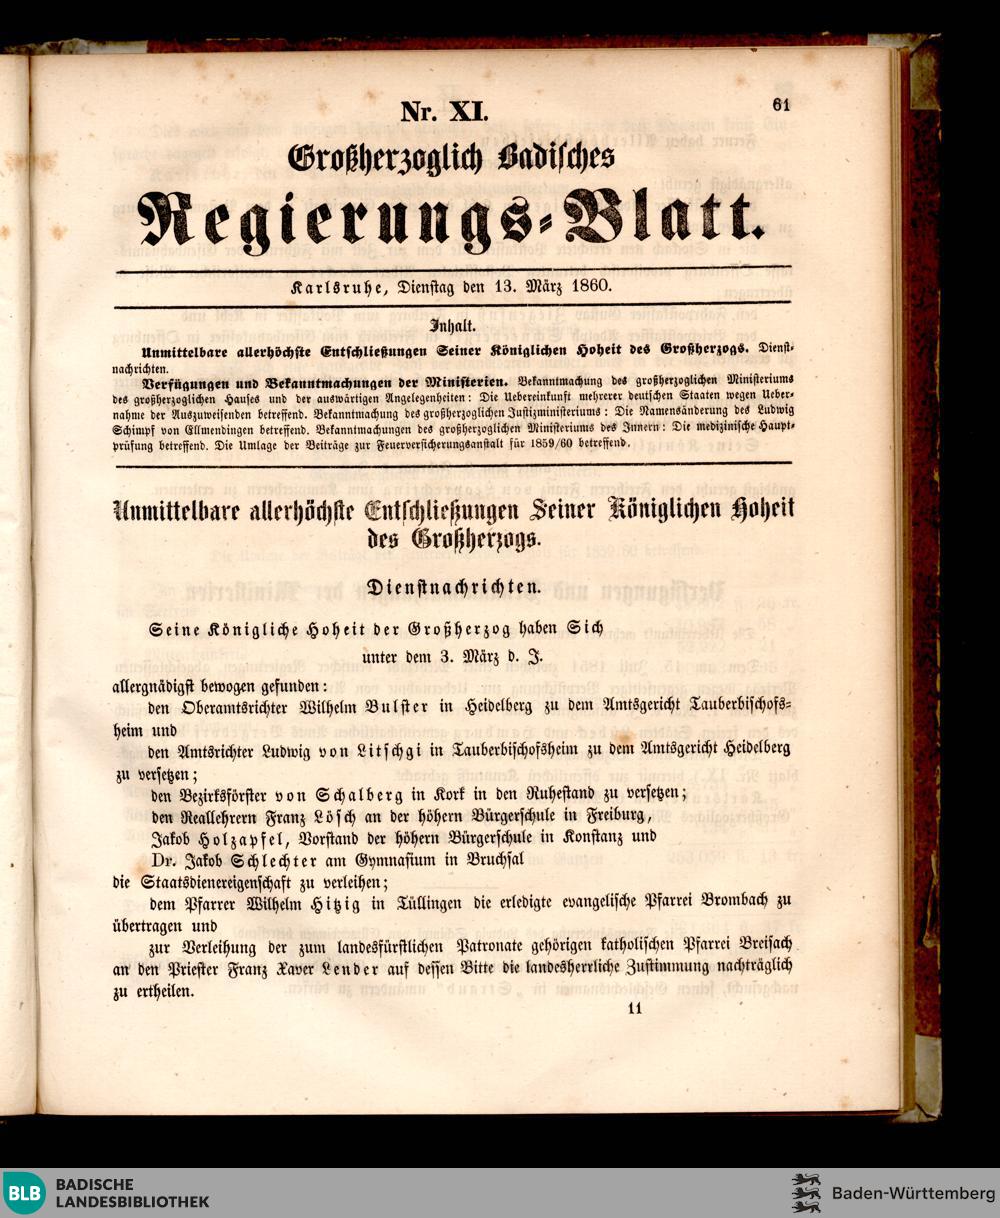 Nr. XI.
61
Großherzoglich Badisches
Regierungs-Blatt.
Karlsruhe, Dienstag den 13. März 1860.
Inhalt.
Unmittelbare allerhöchste Entschließungen Seiner Königlichen Hoheit des Großherzogs. Dienst-
nachrichten.
Verfügungen und Bekanntmachungen der Ministerien. Bekanntmachung des großherzoglichen Ministeriums
des großherzoglichen Hauses und der auswärtigen Angelegenheiten: Die Uebereinkunft mehrerer deutschen Staaten wegen Ueber-
nahme der Auszuweisenden betreffend. Bekanntmachung des großherzoglichen Justizministeriums: Die Namensänderung des Ludwig
Schimpf von Ellmendingen betreffend. Bekanntmachungen des großherzoglichen Ministeriums des Innern: Die medizinische Haupt-
prüfung betreffend. Die Umlage der Beiträge zur Feuerversicherungsanstalt für 1859/60 betreffend.
Unmittelbare allerhöchste Entschließungen Seiner Königlichen Hoheit
des Großherzogs.
Dienstnachrichten.
Seine Königliche Hoheit der Großherzog haben Sich
unter dem 3. März d. J.
allergnädigst bewogen gefunden:
den Oberamtsrichter Wilhelm Bulster in Heidelberg zu dem Amtsgericht Tauberbischofs-
heim und
den Amtsrichter Ludwig von Litschgi in Tauberbischofsheim zu dem Amtsgericht Heidelberg
zu versetzen;
den Bezirksförster von Schalberg in Kork in den Ruhestand zu versetzen;
den Reallehrern Franz Lösch an der höhern Bürgerschule in Freiburg,
Jakob Holzapfel, Vorstand der höhern Bürgerschule in Konstanz und
Dr. Jakob Schlechter am Gymnasium in Bruchsal
die Staatsdienereigenschaft zu verleihen;
dem Pfarrer Wilhelm Hitzig in Tüllingen die erledigte evangelische Pfarrei Brombach zu
übertragen und
zur Verleihung der zum landesfürstlichen Patronate gehörigen katholischen Pfarrei Breisach
an den Priester Franz Xaver Lender auf dessen Bitte die landesherrliche Zustimmung nachträglich
zu ertheilen.
11
BLB BADISCHE
LANDESBIBLIOTHEK
Baden-Württemberg